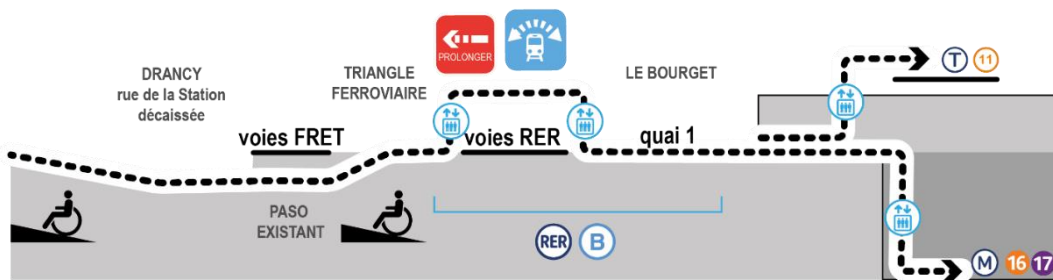 PROLONGER
DRANCY
rue de la Station
décaissée
TRIANGLE
FERROVIAIRE
LE BOURGET
T 11
voies FRET
voies RER
quai 1
PASO
EXISTANT
RER B
M 16 17